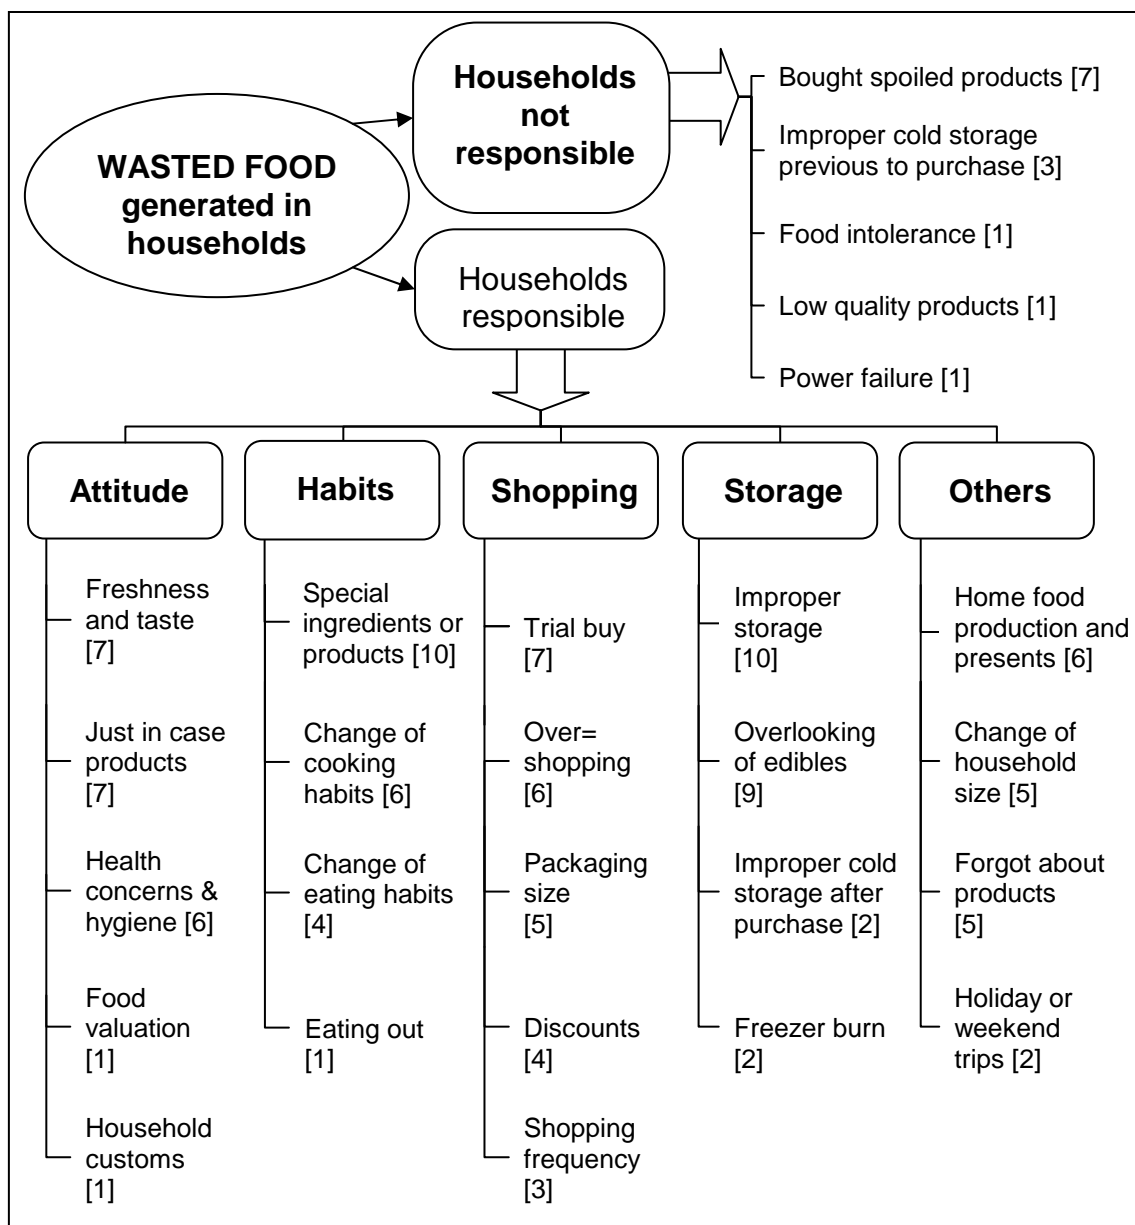 WASTED FOOD
generated in
households
Households
not
responsible
Bought spoiled products [7]
Improper cold storage
previous to purchase [3]
Food intolerance [1]
Low quality products [1]
Power failure [1]
Households
responsible
Attitude
Freshness
and taste
[7]
Just in case
products
[7]
Health
concerns &
hygiene [6]
Food
valuation
[1]
Household
customs
[1]
Habits
Special
ingredients or
products [10]
Change of
cooking
habits [6]
Change of
eating habits
[4]
Eating out
[1]
Shopping
Trial buy
[7]
Over=
shopping
[6]
Packaging
size
[5]
Discounts
[4]
Shopping
frequency
[3]
Storage
Improper
storage
[10]
Overlooking
of edibles
[9]
Improper cold
storage after
purchase [2]
Freezer burn
[2]
Others
Home food
production and
presents [6]
Change of
household
size [5]
Forgot about
products
[5]
Holiday or
weekend
trips [2]